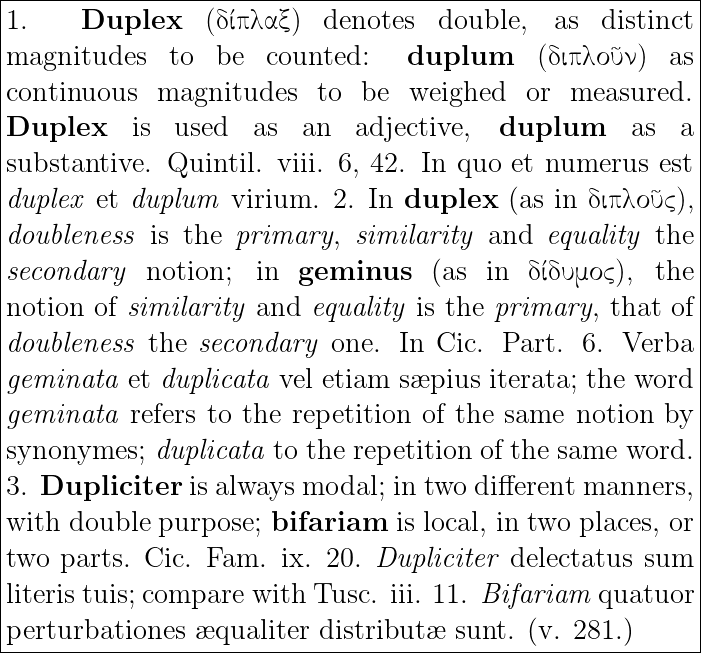 1. Duplex (δίπλαξ) denotes double, as distinct
magnitudes to be counted: duplum (διπλοῦν) as
continuous magnitudes to be weighed or measured.
Duplex is used as an adjective, duplum as a
substantive. Quintil. viii. 6, 42. In quo et numerus est
duplex et duplum virium. 2. In duplex (as in διπλοῦς),
doubleness is the primary, similarity and equality the
secondary notion; in geminus (as in δίδυμος), the
notion of similarity and equality is the primary, that of
doubleness the secondary one. In Cic. Part. 6. Verba
geminata et duplicata vel etiam sæpius iterata; the word
geminata refers to the repetition of the same notion by
synonymes; duplicata to the repetition of the same word.
3. Dupliciter is always modal; in two different manners,
with double purpose; bifariam is local, in two places, or
two parts. Cic. Fam. ix. 20. Dupliciter delectatus sum
literis tuis; compare with Tusc. iii. 11. Bifariam quatuor
perturbationes æqualiter distributæ sunt. (v. 281.)